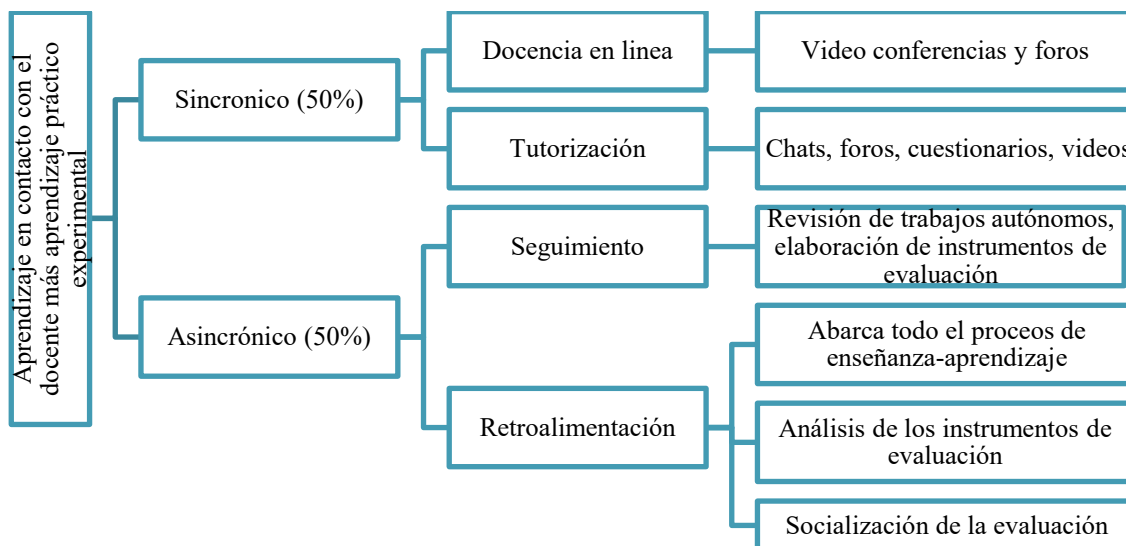 Aprendizaje en contacto con el
docente más aprendizaje práctico
experimental
Sincronico (50%)
Docencia en linea
Video conferencias y foros
Tutorización
Chats, foros, cuestionarios, videos
Asincrónico (50%)
Seguimiento
Revisión de trabajos autónomos,
elaboración de instrumentos de
evaluación
Retroalimentación
Abarca todo el proceos de
enseñanza-aprendizaje
Análisis de los instrumentos de
evaluación
Socialización de la evaluación